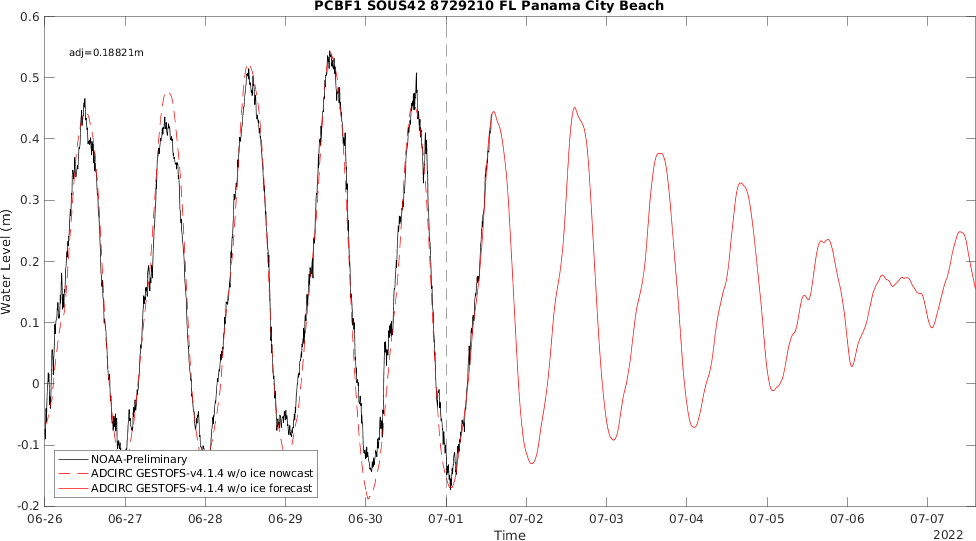 PCBF1 SOUS42 8729210 FL Panama City Beach
adj=0.18821m
Water Level (m)
0.6
0.5
0.4
0.3
0.2
0.1
0
-0.1
-0.2
NOAA-Preliminary
ADCIRC GESTOFS-v4.1.4 w/o ice nowcast
ADCIRC GESTOFS-v4.1.4 w/o ice forecast
06-26 06-27 06-28 06-29 06-30 07-01 07-02 07-03 07-04 07-05 07-06 07-07
Time
2022